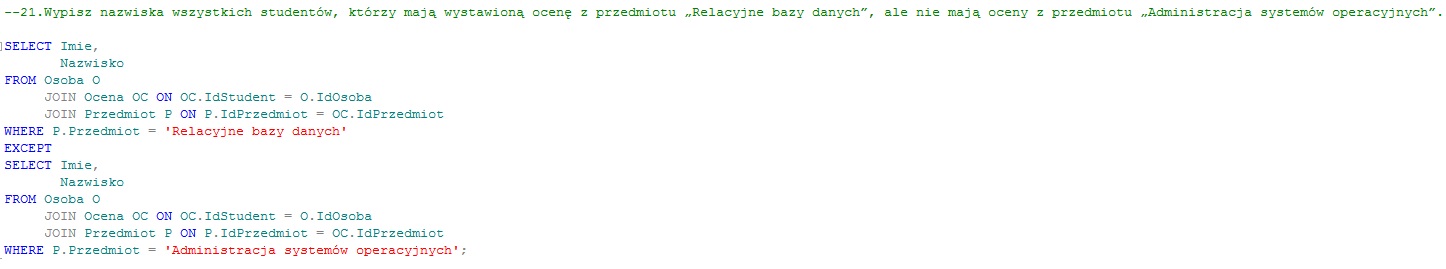 --21.Wypisz nazwiska wszystkich studentów, którzy mają wystawioną ocenę z przedmiotu „Relacyjne bazy danych”, ale nie mają oceny z przedmiotu „Administracja systemów operacyjnych”.
SELECT Imie,
Nazwisko
FROM Osoba O
JOIN Ocena OC ON OC.IdStudent = O.IdOsoba
JOIN Przedmiot P ON P.IdPrzedmiot = OC.IdPrzedmiot
WHERE P.Przedmiot = 'Relacyjne bazy danych'
EXCEPT
SELECT Imie,
Nazwisko
FROM Osoba O
JOIN Ocena OC ON OC.IdStudent = O.IdOsoba
JOIN Przedmiot P ON P.IdPrzedmiot = OC.IdPrzedmiot
WHERE P.Przedmiot = 'Administracja systemów operacyjnych';